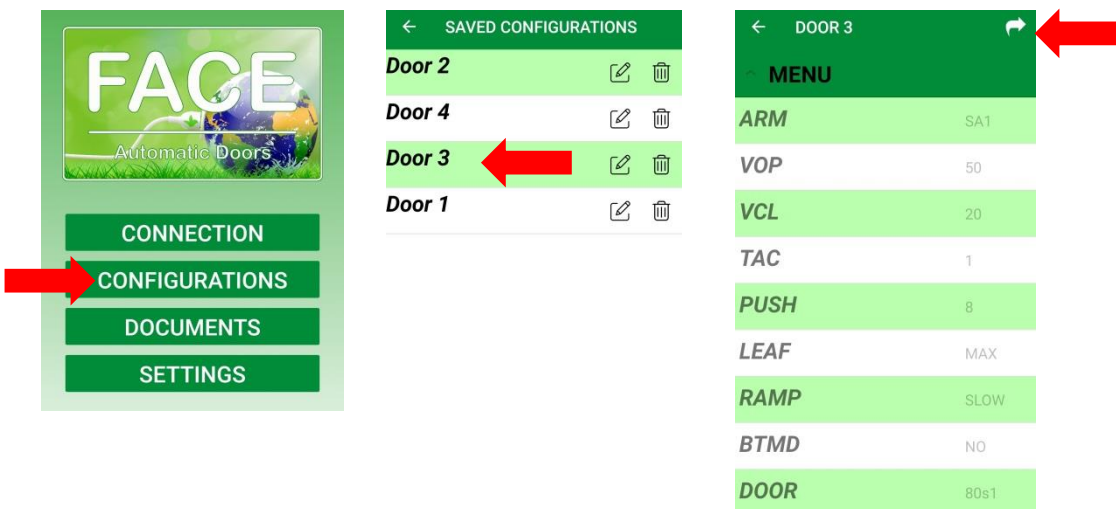 FACE
Automatic Doors
CONNECTION
CONFIGURATIONS
DOCUMENTS
SETTINGS
SAVED CONFIGURATIONS
Door 2
Door 4
Door 3
Door 1
DOOR 3
MENU
ARM SA1
VOP 50
VCL 20
TAC 1
PUSH 8
LEAF MAX
RAMP SLOW
BTMD NO
DOOR 80s1